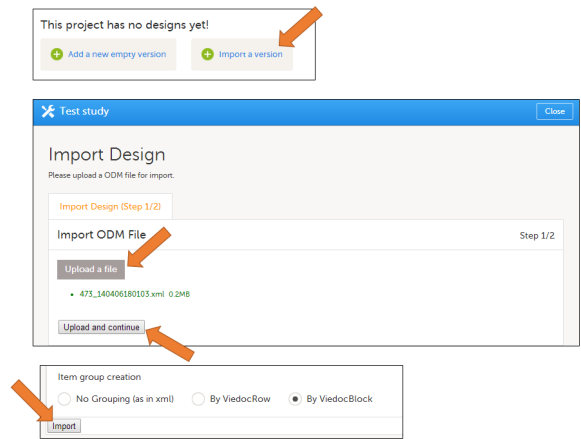 This project has no designs yet!
Add a new empty version Import a version
Test study Close
Import Design
Please upload a ODM file for import.
Import Design (Step 1/2)
Import ODM File Step 1/2
Upload a file
473_140406180103.xml 0.2MB
Upload and continue
Item group creation
No Grouping (as in xml) By ViedocRow By ViedocBlock
Import